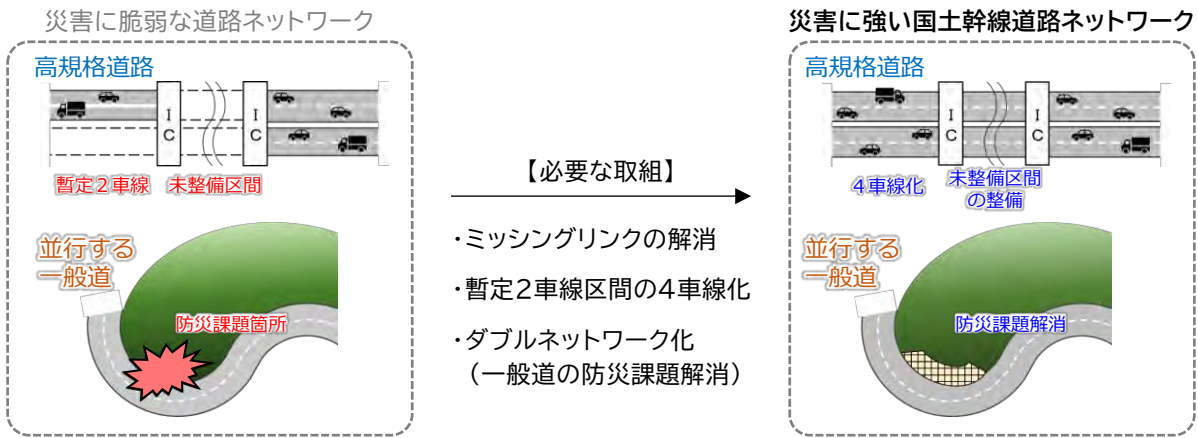 災害に脆弱な道路ネットワーク
高規格道路
IC
IC
暫定2車線
未整備区間
並行する
一般道
防災課題箇所
【必要な取組】
・ミッシングリンクの解消
・暫定2車線区間の4車線化
・ダブルネットワーク化
(一般道の防災課題解消)
災害に強い国土幹線道路ネットワーク
高規格道路
IC
IC
4車線化
未整備区間
の整備
並行する
一般道
防災課題解消